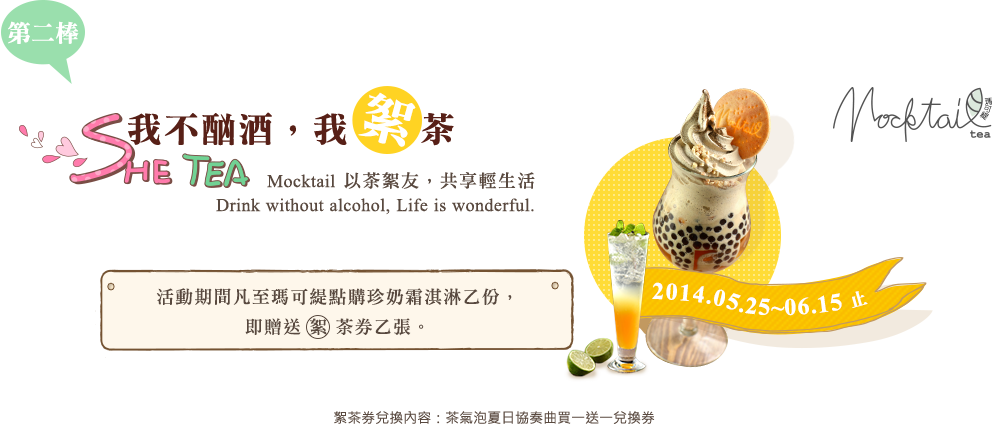 第二棒
我不酗酒，我絮茶
SHE TEA
Mocktail 以茶絮友，共享輕生活
Drink without alcohol, Life is wonderful.
Mocktail
瑪可緹
tea
活動期間凡至瑪可緹點購珍奶霜淇淋乙份，
即贈送 絮 茶券乙張。
2014.05.25~06.15 止
絮茶券兌換內容：茶氣泡夏日協奏曲買一送一兌換券